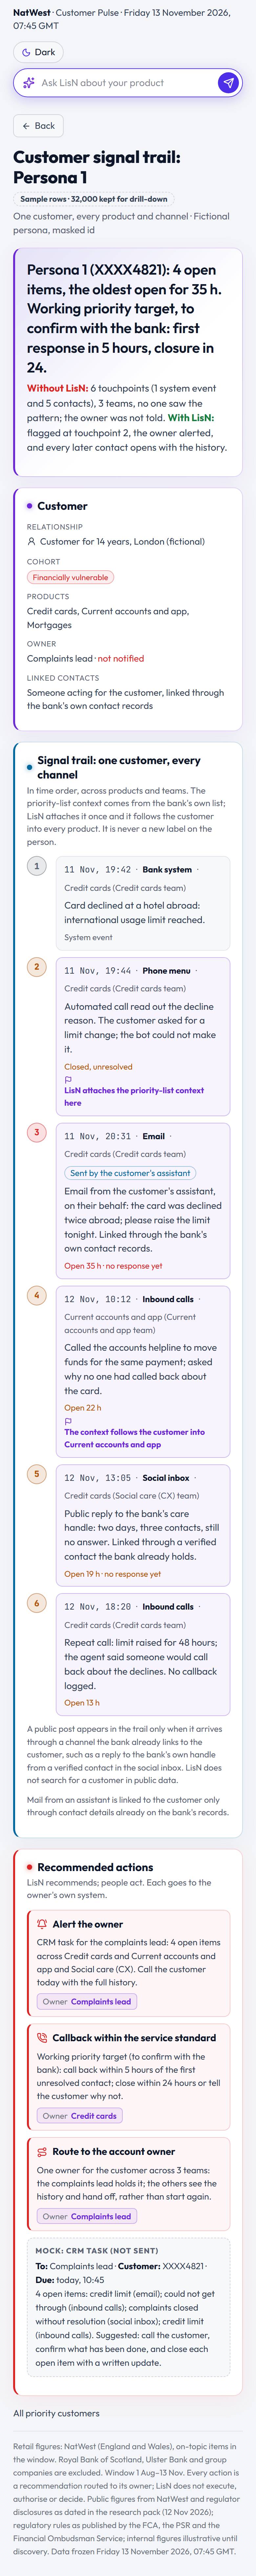 NatWest · Customer Pulse · Friday 13 November 2026,
07:45 GMT
Dark
Ask LisN about your product
Back
Customer signal trail:
Persona 1
Sample rows · 32,000 kept for drill-down
One customer, every product and channel · Fictional
persona, masked id
Persona 1 (XXXX4821): 4 open
items, the oldest open for 35 h.
Working priority target, to
confirm with the bank: first
response in 5 hours, closure in
24.
Without LisN: 6 touchpoints (1 system event
and 5 contacts), 3 teams, no one saw the
pattern; the owner was not told. With LisN:
flagged at touchpoint 2, the owner alerted,
and every later contact opens with the history.
Customer
RELATIONSHIP
Customer for 14 years, London (fictional)
COHORT
Financially vulnerable
PRODUCTS
Credit cards, Current accounts and app,
Mortgages
OWNER
Complaints lead · not notified
LINKED CONTACTS
Someone acting for the customer, linked through
the bank's own contact records
Signal trail: one customer, every
channel
In time order, across products and teams. The
priority-list context comes from the bank's own list;
LisN attaches it once and it follows the customer
into every product. It is never a new label on the
person.
1
11 Nov, 19:42 · Bank system ·
Credit cards (Credit cards team)
Card declined at a hotel abroad:
international usage limit reached.
System event
2
11 Nov, 19:44 · Phone menu ·
Credit cards (Credit cards team)
Automated call read out the decline
reason. The customer asked for a
limit change; the bot could not make
it.
Closed, unresolved
LisN attaches the priority-list context
here
3
11 Nov, 20:31 · Email ·
Credit cards (Credit cards team)
Sent by the customer's assistant
Email from the customer's assistant,
on their behalf: the card was declined
twice abroad; please raise the limit
tonight. Linked through the bank's
own contact records.
Open 35 h · no response yet
4
12 Nov, 10:12 · Inbound calls ·
Current accounts and app (Current
accounts and app team)
Called the accounts helpline to move
funds for the same payment; asked
why no one had called back about
the card.
Open 22 h
The context follows the customer into
Current accounts and app
5
12 Nov, 13:05 · Social inbox ·
Credit cards (Social care (CX) team)
Public reply to the bank's care
handle: two days, three contacts, still
no answer. Linked through a verified
contact the bank already holds.
Open 19 h · no response yet
6
12 Nov, 18:20 · Inbound calls ·
Credit cards (Credit cards team)
Repeat call: limit raised for 48 hours;
the agent said someone would call
back about the declines. No callback
logged.
Open 13 h
A public post appears in the trail only when it arrives
through a channel the bank already links to the
customer, such as a reply to the bank's own handle
from a verified contact in the social inbox. LisN does
not search for a customer in public data.
Mail from an assistant is linked to the customer only
through contact details already on the bank's records.
Recommended actions
LisN recommends; people act. Each goes to the
owner's own system.
Alert the owner
CRM task for the complaints lead: 4 open items
across Credit cards and Current accounts and
app and Social care (CX). Call the customer
today with the full history.
Owner Complaints lead
Callback within the service standard
Working priority target (to confirm with the
bank): call back within 5 hours of the first
unresolved contact; close within 24 hours or tell
the customer why not.
Owner Credit cards
Route to the account owner
One owner for the customer across 3 teams:
the complaints lead holds it; the others see the
history and hand off, rather than start again.
Owner Complaints lead
MOCK: CRM TASK (NOT SENT)
To: Complaints lead · Customer: XXXX4821 ·
Due: today, 10:45
4 open items: credit limit (email); could not get
through (inbound calls); complaints closed
without resolution (social inbox); credit limit
(inbound calls). Suggested: call the customer,
confirm what has been done, and close each
open item with a written update.
All priority customers
Retail figures: NatWest (England and Wales), on-topic items in
the window. Royal Bank of Scotland, Ulster Bank and group
companies are excluded. Window 1 Aug–13 Nov. Every action is
a recommendation routed to its owner; LisN does not execute,
authorise or decide. Public figures from NatWest and regulator
disclosures as dated in the research pack (12 Nov 2026);
regulatory rules as published by the FCA, the PSR and the
Financial Ombudsman Service; internal figures illustrative until
discovery. Data frozen Friday 13 November 2026, 07:45 GMT.